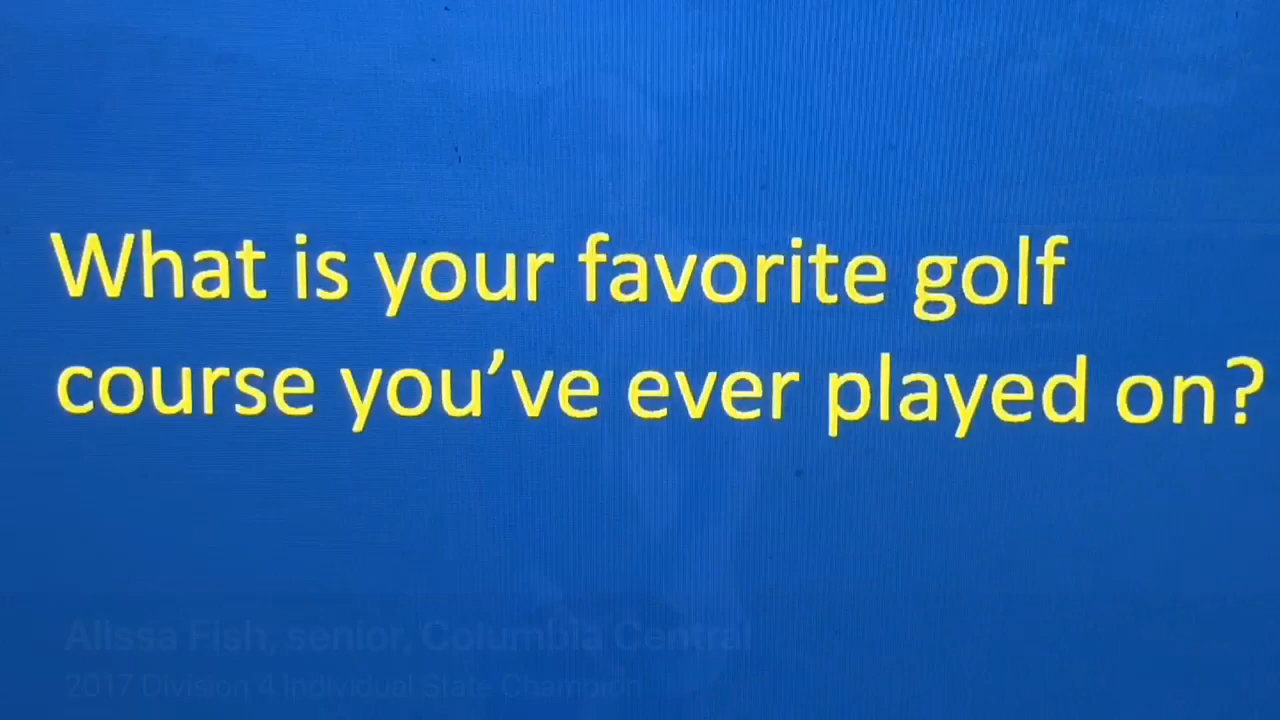 What is your favorite golf
course you’ve ever played on?
Alissa Fish, senior, Columbia Central
2017 Division 4 Individual State Champion